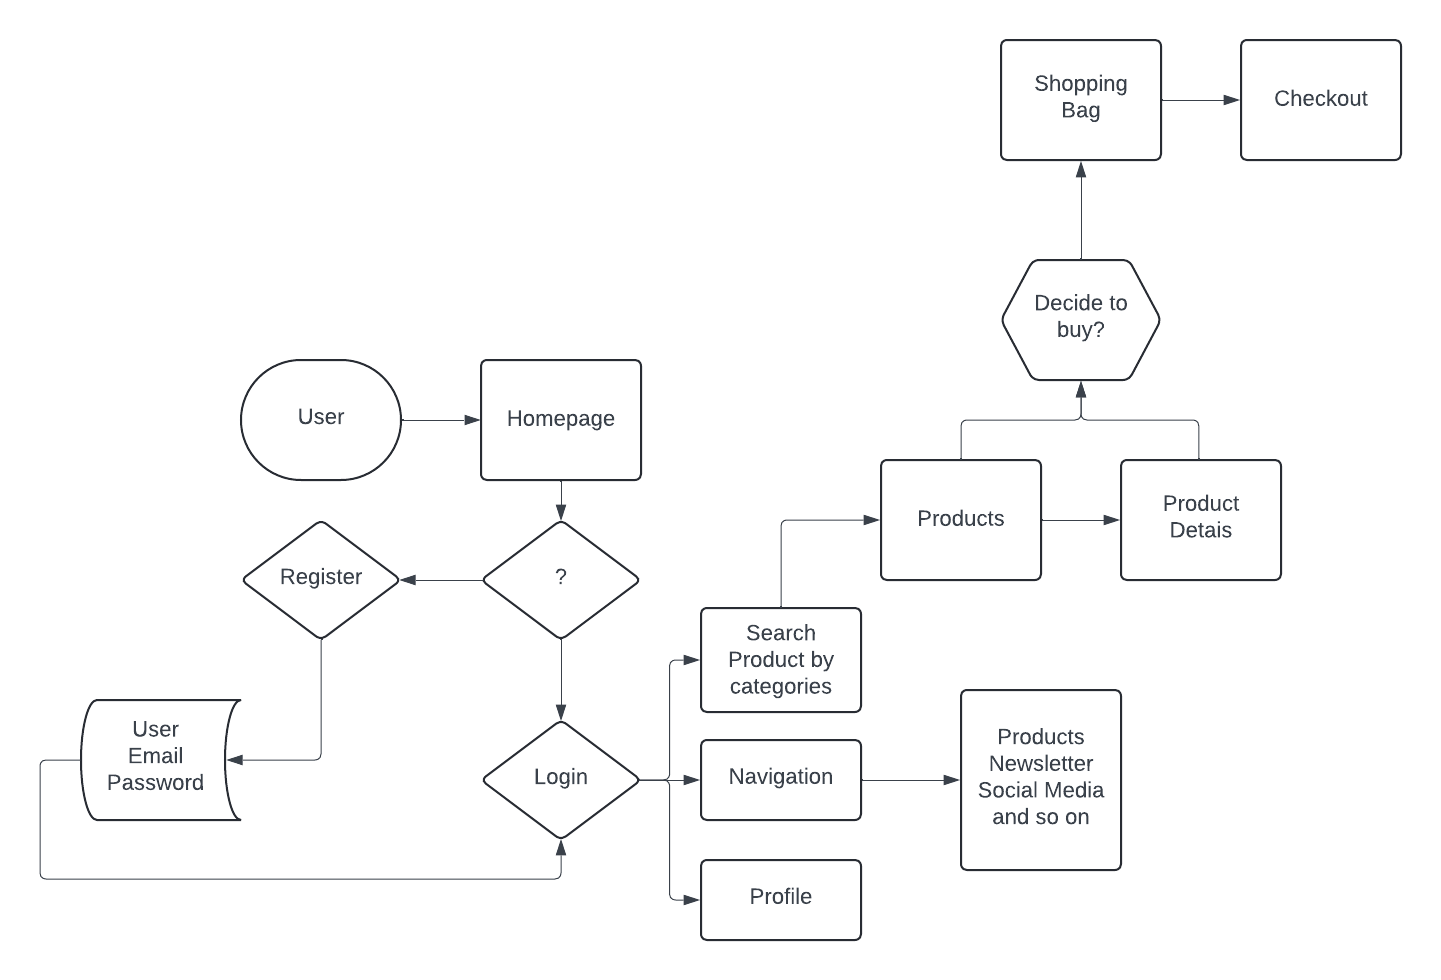 Shopping
Bag
Checkout
Decide to
buy?
User
Homepage
Products
Product
Detais
Register
?
Search
Product by
categories
User
Email
Password
Login
Navigation
Products
Newsletter
Social Media
and so on
Profile